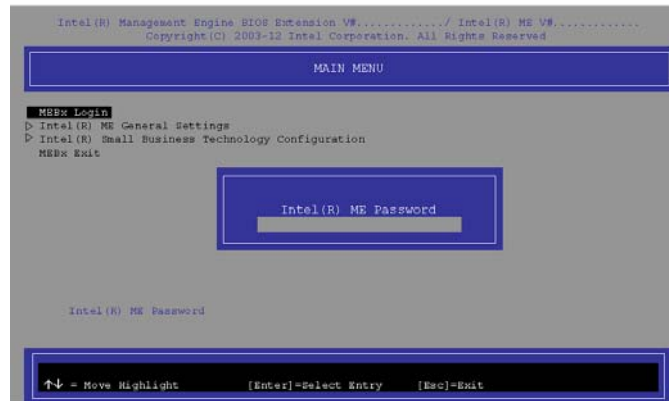 Intel(R) Management Engine BIOS Extension V#............/ Intel(R) ME V#.............
Copyright(C) 2003-12 Intel Corporation. All Rights Reserved
MAIN MENU
MEBx Login
▷ Intel(R) ME General Settings
▷ Intel(R) Small Business Technology Configuration
MEBx Exit
Intel(R) ME Password
Intel(R) ME Password
↑↓ = Move Highlight [Enter]=Select Entry [Esc]=Exit